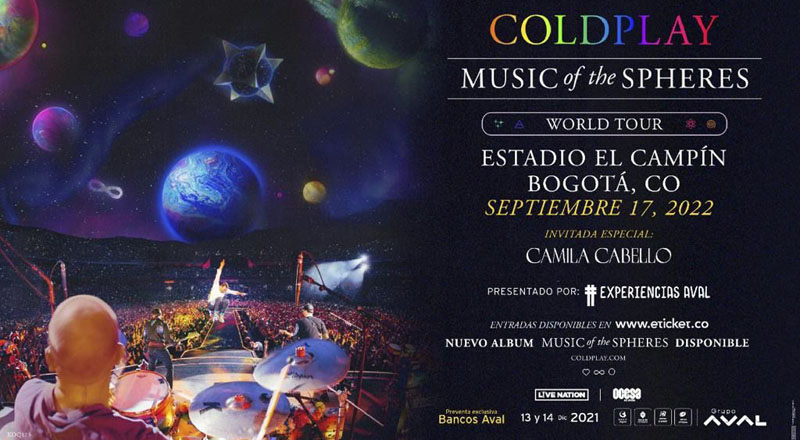 COLDPLAY
MUSIC of the SPHERES
WORLD TOUR
ESTADIO EL CAMPÍN
BOGOTÁ, CO
SEPTIEMBRE 17, 2022
INVITADA ESPECIAL:
CAMILA CABELLO
PRESENTADO POR: # EXPERIENCIAS AVAL
ENTRADAS DISPONIBLES EN www.eticket.co
NUEVO ALBUM MUSIC of the SPHERES DISPONIBLE
COLDPLAY.COM
LIVE NATION ocesa
Preventa exclusiva
Bancos Aval
13 y 14 Dic 2021
Grupo
AVAL